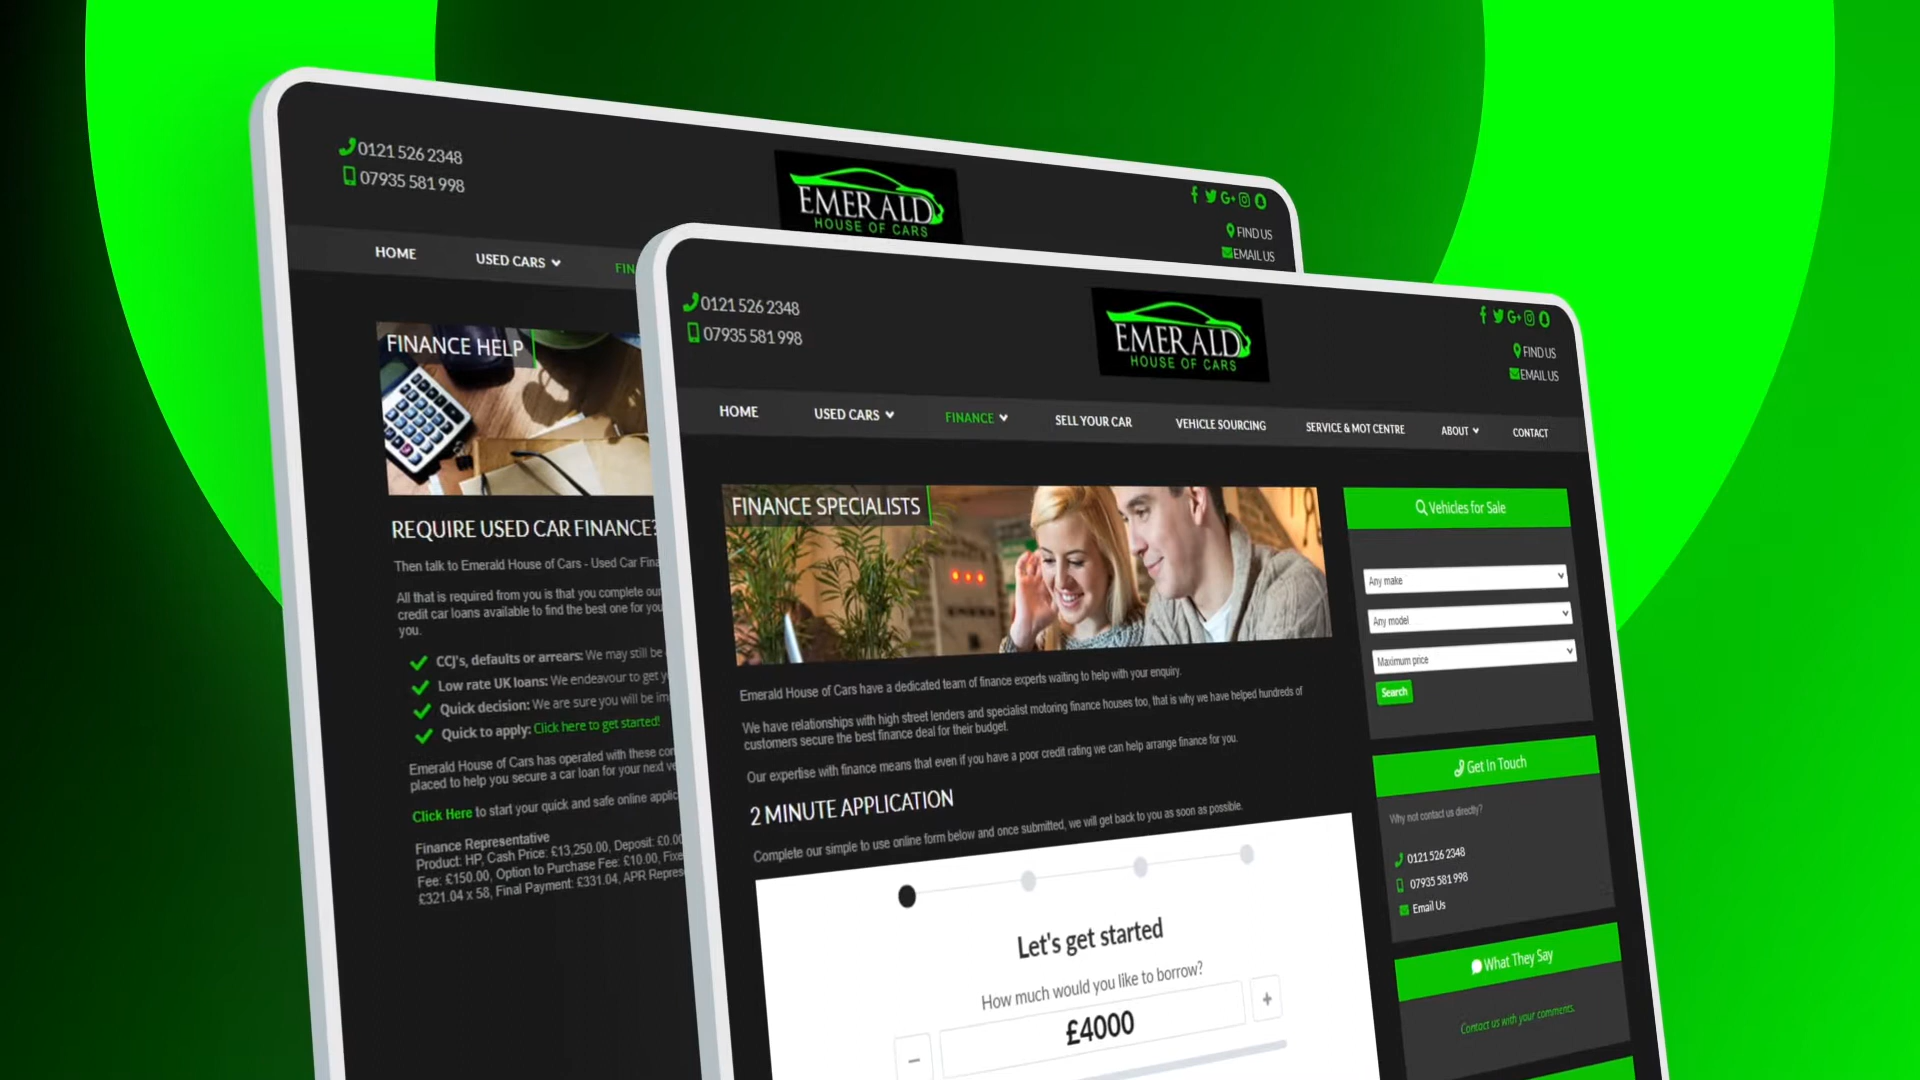 0121 526 2348
07935 581 998
EMERALD
HOUSE OF CARS
FIND US
EMAIL US
HOME
USED CARS
FIN
FINANCE HELP
REQUIRE USED CAR FINANCE?
Then talk to Emerald House of Cars - Used Car Fina
All that is required from you is that you complete our
credit car loans available to find the best one for you
you.
CCJ's, defaults or arrears: We may still be
Low rate UK loans: We endeavour to get y
Quick decision: We are sure you will be im
Quick to apply: Click here to get started!
Emerald House of Cars has operated with these con
placed to help you secure a car loan for your next ve
Click Here to start your quick and safe online applic
Finance Representative
Product: HP, Cash Price: £13,250.00, Deposit: £0.00
Fee: £150.00, Option to Purchase Fee: £10.00, Fixe
£321.04 x 58, Final Payment: £331.04, APR Repres
0121 526 2348
07935 581 998
EMERALD
HOUSE OF CARS
G+
FIND US
EMAIL US
HOME
USED CARS
FINANCE
SELL YOUR CAR
VEHICLE SOURCING
SERVICE & MOT CENTRE
ABOUT
CONTACT
FINANCE SPECIALISTS
Emerald House of Cars have a dedicated team of finance experts waiting to help with your enquiry.
We have relationships with high street lenders and specialist motoring finance houses too, that is why we have helped hundreds of
customers secure the best finance deal for their budget.
Our expertise with finance means that even if you have a poor credit rating we can help arrange finance for you.
2 MINUTE APPLICATION
Complete our simple to use online form below and once submitted, we will get back to you as soon as possible.
Let's get started
How much would you like to borrow?
− £4000 +
Vehicles for Sale
Any make
Any model
Maximum price
Search
Get In Touch
Why not contact us directly?
0121 526 2348
07935 581 998
Email Us
What They Say
Contact us with your comments.